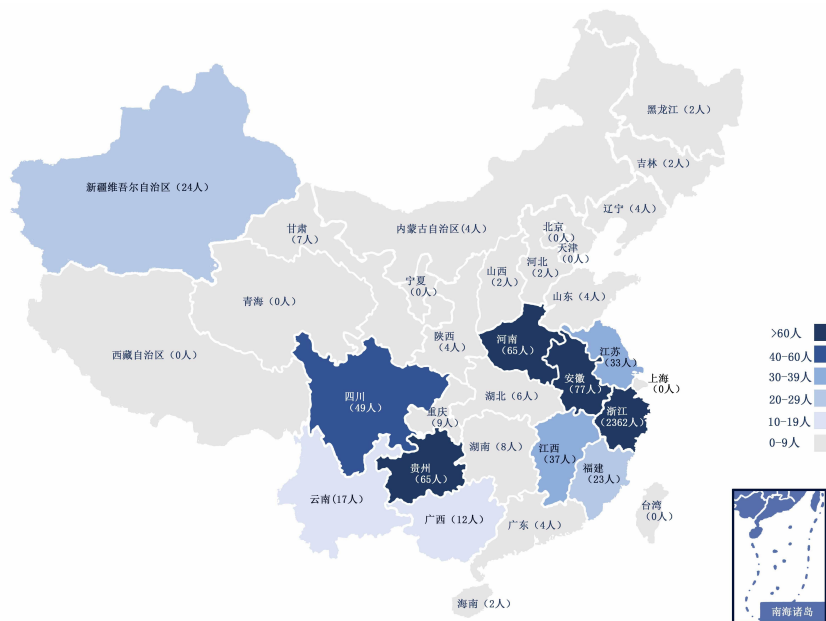 黑龙江（2人）
吉林（2人）
辽宁（4人）
新疆维吾尔自治区（24人）
内蒙古自治区(4人）
甘肃
（7人）
北京
（0人）
天津
（0人）
河北
（2人）
山西
（2人）
宁夏
（0人）
山东（4人）
青海（0人）
陕西
（4人）
河南
（65人）
江苏
（33人）
西藏自治区（0人）
安徽
（77人）
上海
（0人）
四川
（49人）
湖北（6人）
重庆
（9人）
浙江
（2362人）
湖南（8人）
江西
（37人）
贵州
（65人）
福建
（23人）
云南(17人）
广西（12人）
广东（4人）
台湾
（0人）
海南（2人）
>60人
40-60人
30-39人
20-29人
10-19人
0-9人
南海诸岛